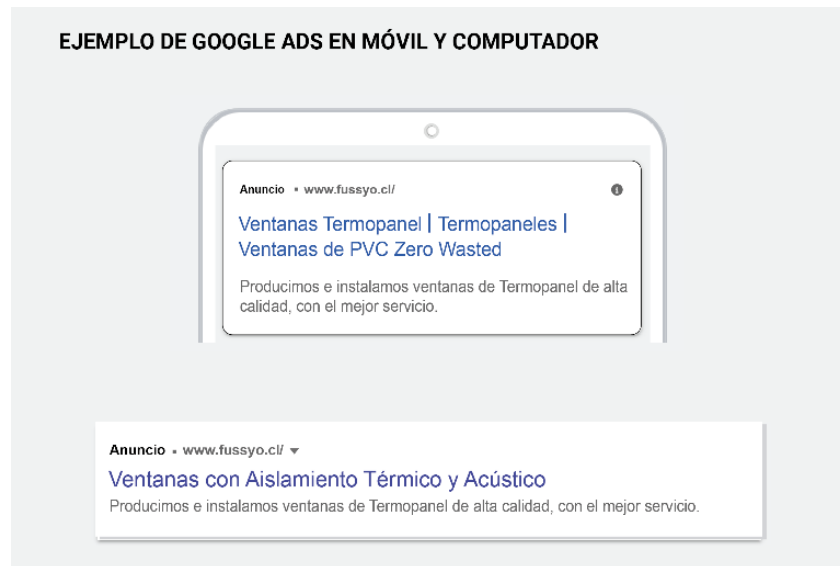 EJEMPLO DE GOOGLE ADS EN MÓVIL Y COMPUTADOR
Anuncio • www.fussyo.cl/
Ventanas Termopanel | Termopaneles |
Ventanas de PVC Zero Wasted
Producimos e instalamos ventanas de Termopanel de alta
calidad, con el mejor servicio.
Anuncio • www.fussyo.cl/
Ventanas con Aislamiento Térmico y Acústico
Producimos e instalamos ventanas de Termopanel de alta calidad, con el mejor servicio.